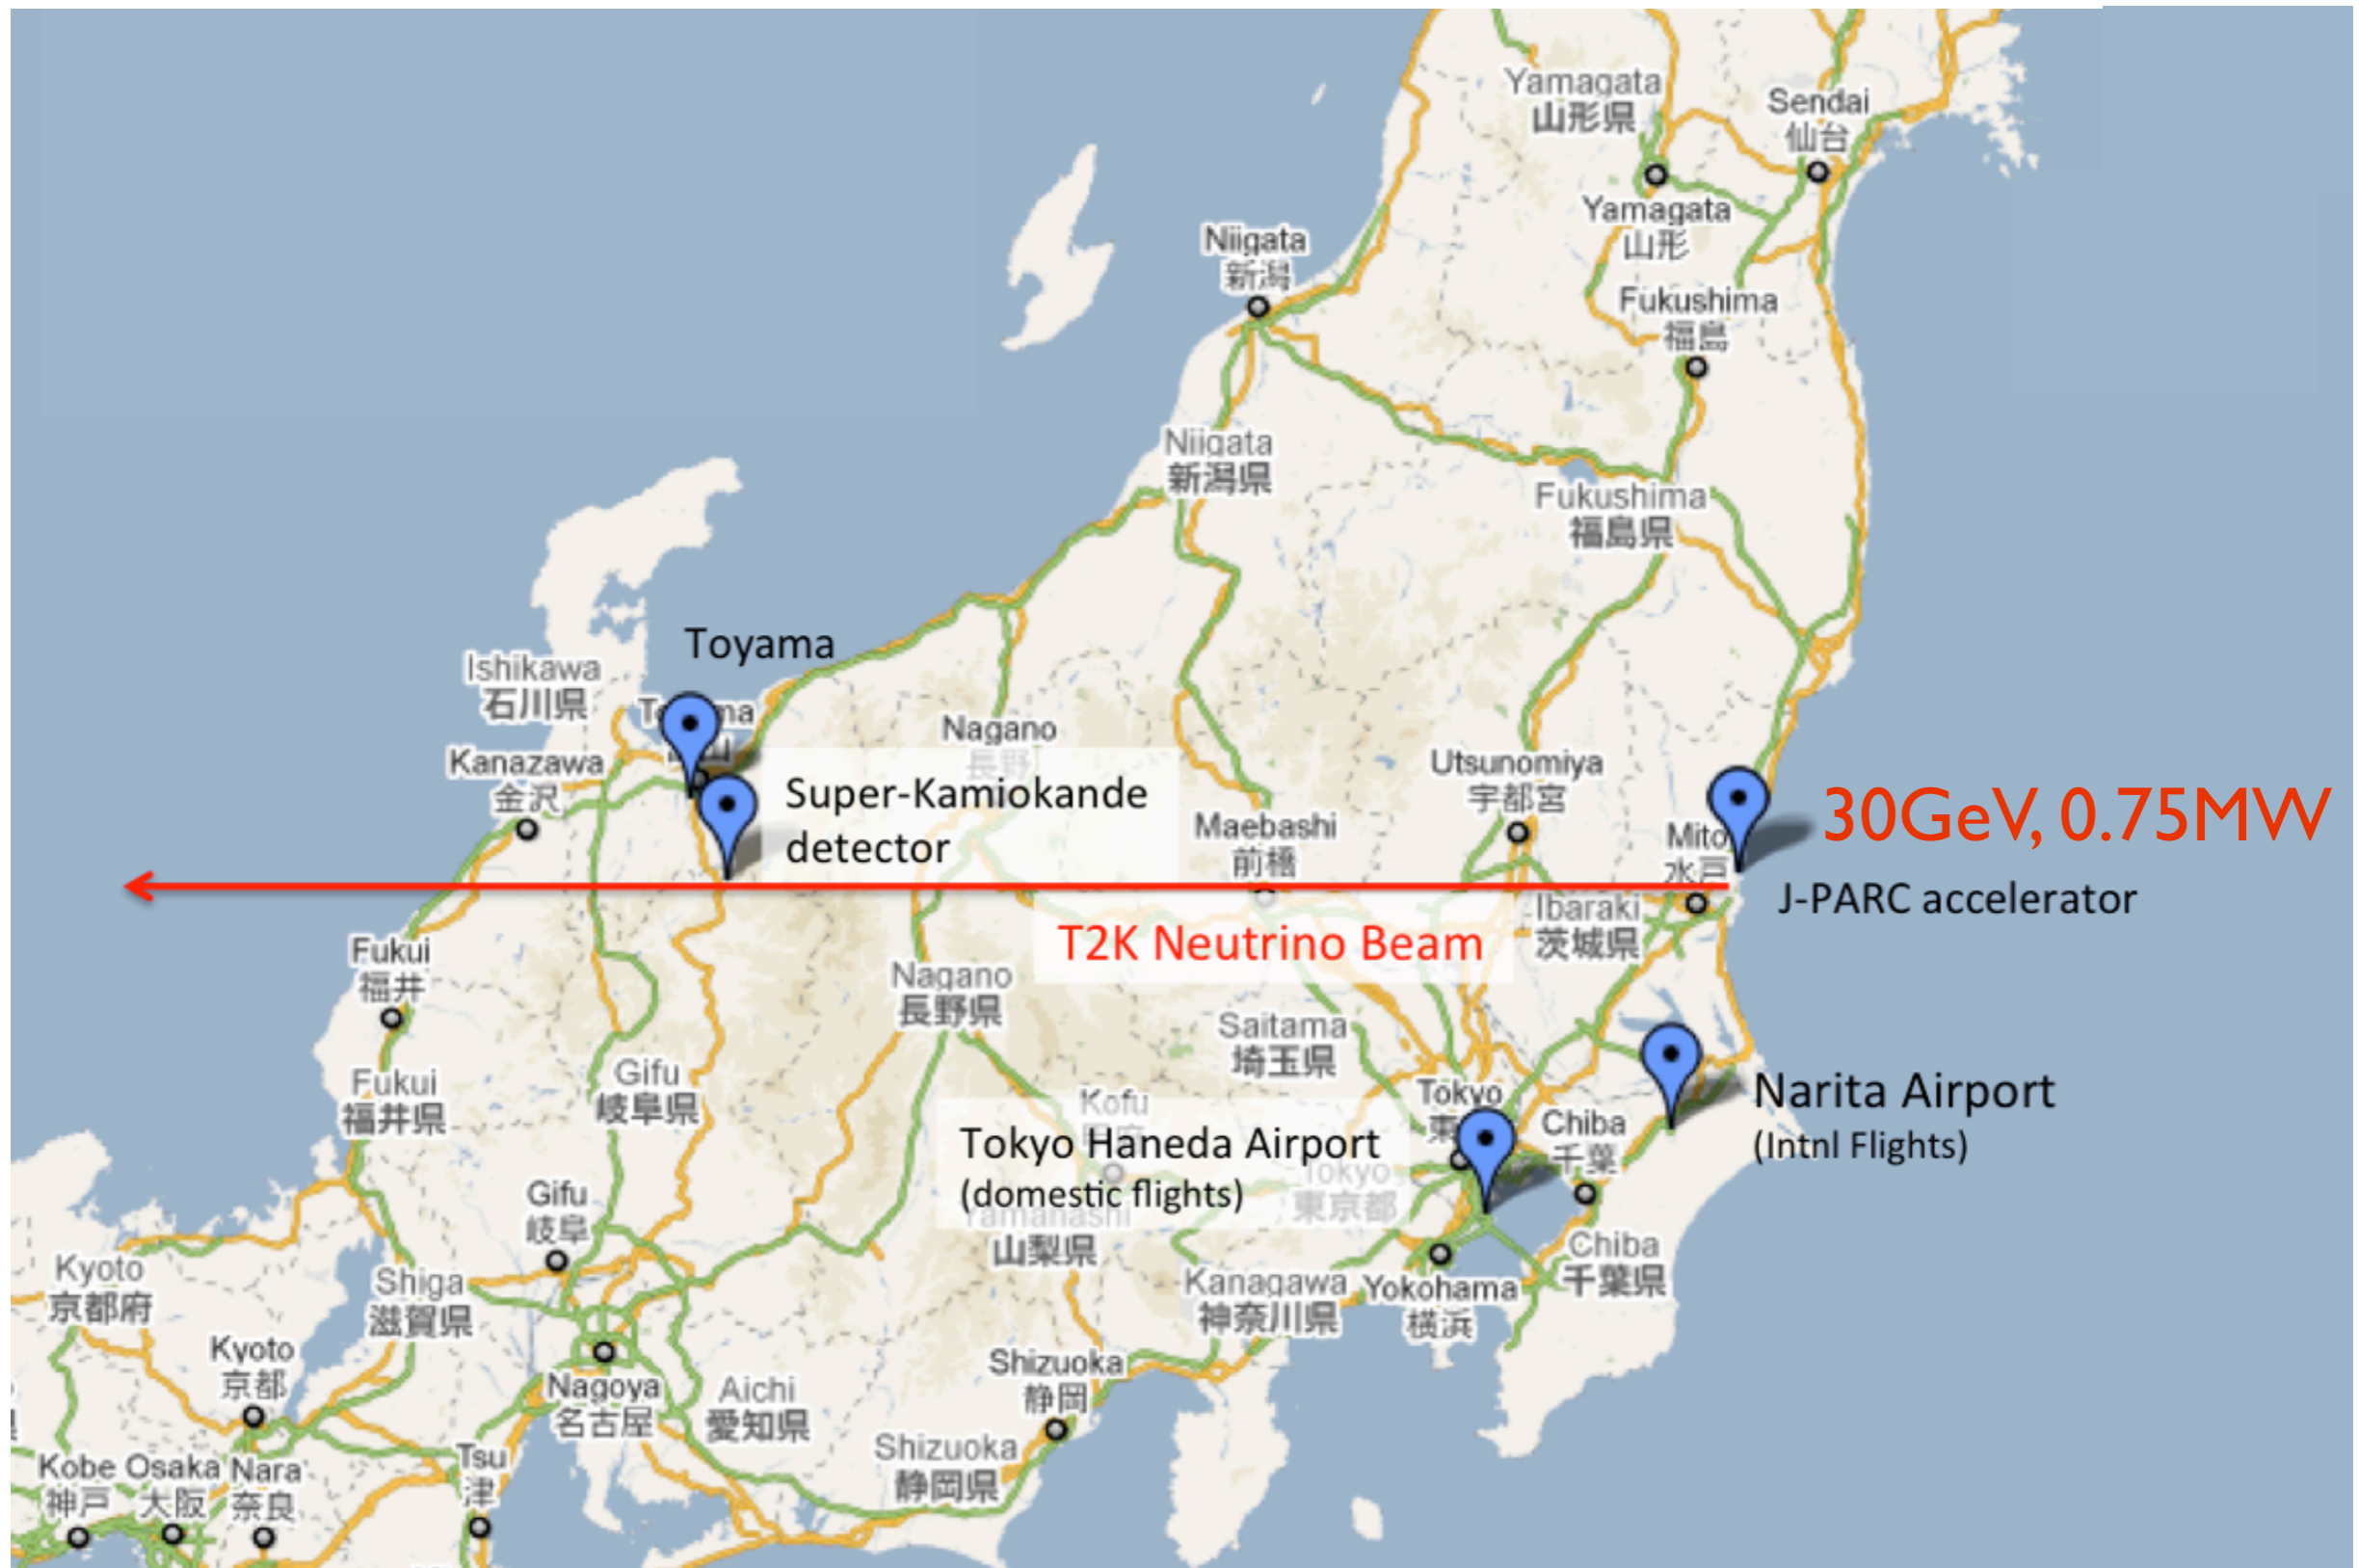 Yamagata
山形県
Sendai
仙台
Yamagata
山形
Niigata
新潟
Fukushima
福島
Niigata
新潟県
Fukushima
福島県
Toyama
Ishikawa
石川県
Nagano
長野
Kanazawa
金沢
Super-Kamiokande
detector
Utsunomiya
宇都宮
Maebashi
前橋
Mito
水戸
30GeV, 0.75MW
J-PARC accelerator
Ibaraki
茨城県
T2K Neutrino Beam
Fukui
福井
Nagano
長野県
Saitama
埼玉県
Fukui
福井県
Gifu
岐阜県
Kofu
Tokyo
Narita Airport
(Intnl Flights)
Chiba
千葉
Tokyo Haneda Airport
(domestic flights)
Tokyo
東京都
Gifu
岐阜
Yamanashi
山梨県
Chiba
千葉県
Kyoto
京都府
Shiga
滋賀県
Kanagawa
神奈川県
Yokohama
横浜
Kyoto
京都
Nagoya
名古屋
Aichi
愛知県
Shizuoka
静岡
Shizuoka
静岡県
Tsu
津
Kobe
神戸
Osaka
大阪
Nara
奈良